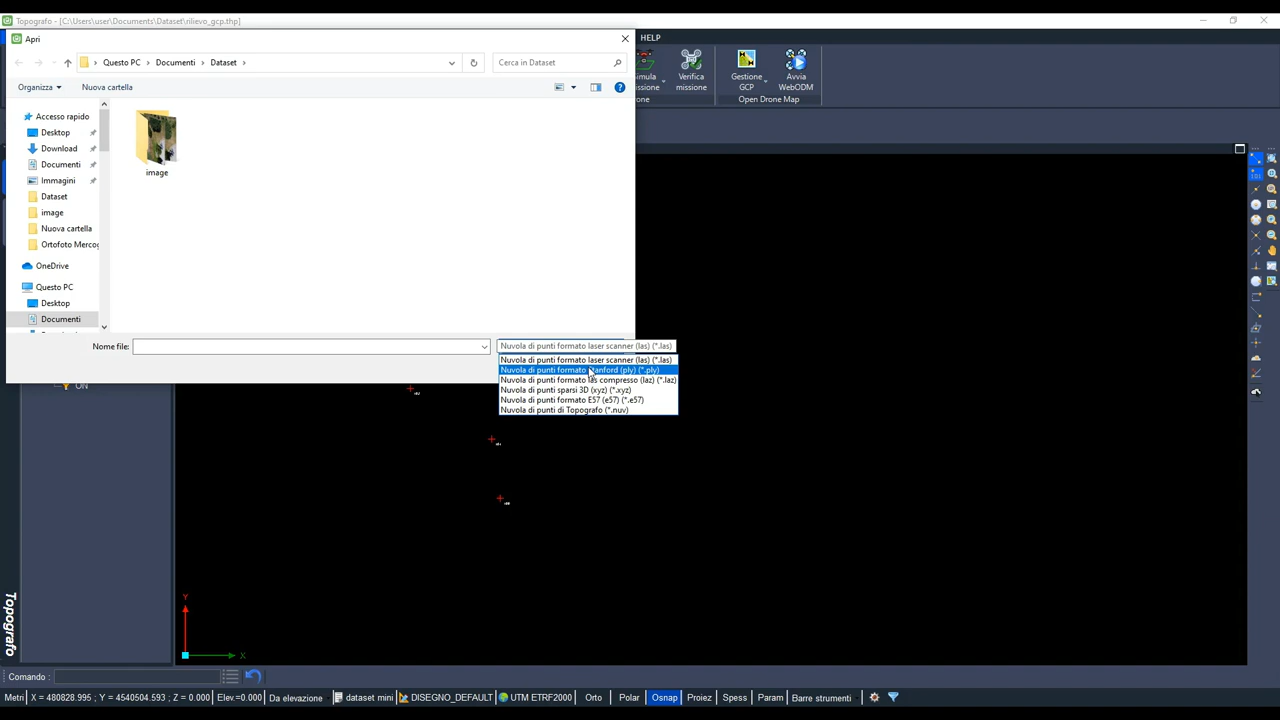 Topografo - [C:\Users\user\Documents\Dataset\rilievo_gcp.thp]
Apri
HELP
Questo PC > Documenti > Dataset >
Cerca in Dataset
Organizza
Nuova cartella
Verifica
missione
Gestione
GCP
Avvia
WebODM
Open Drone Map
Accesso rapido
Desktop
Download
Documenti
Immagini
Dataset
image
Nuova cartella
Ortofoto Mercog
OneDrive
Questo PC
Desktop
Documenti
image
Nome file:
Nuvola di punti formato laser scanner (las) (*.las)
Nuvola di punti formato laser scanner (las) (*.las)
Nuvola di punti formato stanford (ply) (*.ply)
Nuvola di punti formato las compresso (laz) (*.laz)
Nuvola di punti sparsi 3D (xyz) (*.xyz)
Nuvola di punti formato E57 (e57) (*.e57)
Nuvola di punti di Topografo (*.nuv)
ON
Y
X
Topografo
Comando :
Metri
X = 480828.995 ; Y = 4540504.593 ; Z = 0.000
Elev.=0.000
Da elevazione
dataset mini
DISEGNO_DEFAULT
UTM ETRF2000
Orto
Polar
Osnap
Proiez
Spess
Param
Barre strumenti